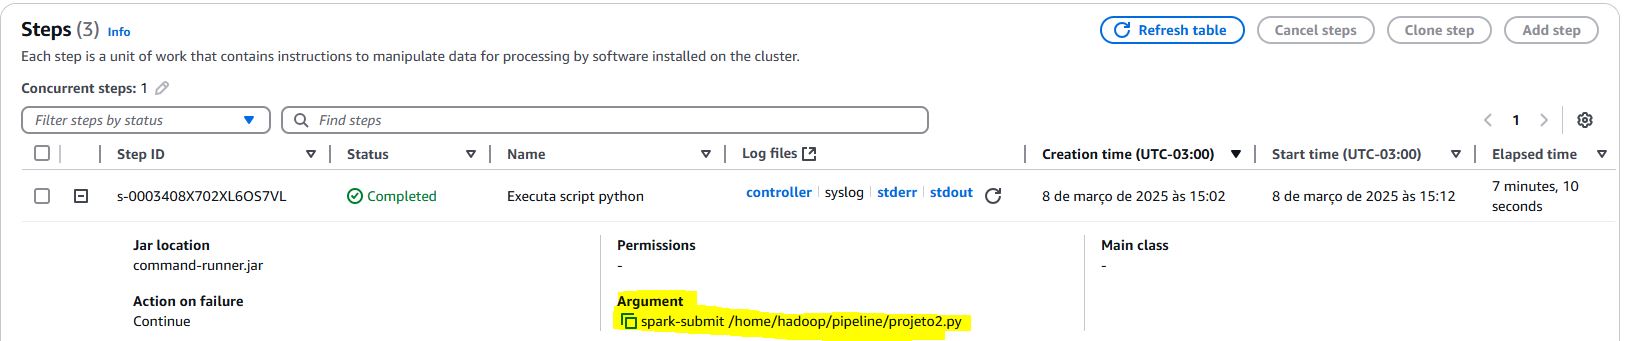 Steps (3) Info
Refresh table Cancel steps Clone step Add step
Each step is a unit of work that contains instructions to manipulate data for processing by software installed on the cluster.
Concurrent steps: 1
Filter steps by status Find steps 1
Step ID Status Name Log files Creation time (UTC-03:00) Start time (UTC-03:00) Elapsed time
s-0003408X702XL6OS7VL Completed Executa script python controller syslog stderr stdout 8 de março de 2025 às 15:02 8 de março de 2025 às 15:12 7 minutes, 10
seconds
Jar location Permissions Main class
command-runner.jar - -
Action on failure Argument
Continue spark-submit /home/hadoop/pipeline/projeto2.py